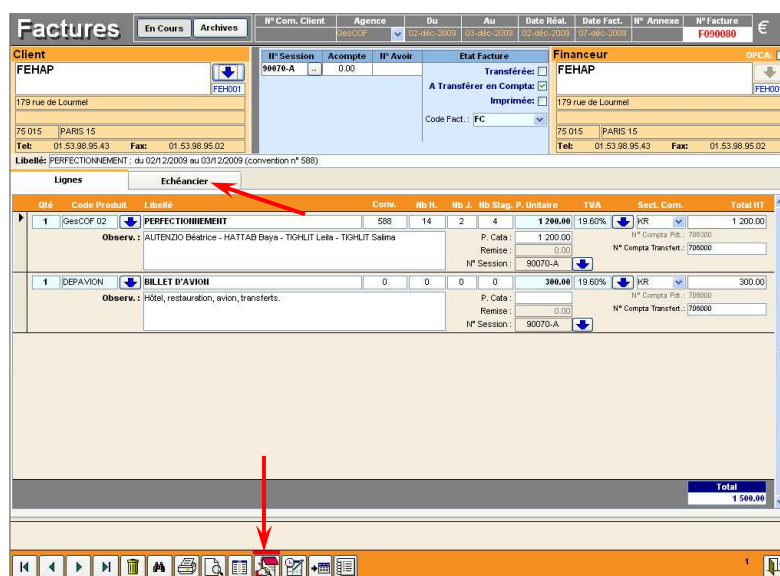 Factures En Cours Archives N° Com. Client Agence Du Au Date Réal. Date Fact. N° Annexe N° Facture €
GesCOF 02-déc-2009 03-déc-2009 02-déc-2009 07-déc-2009 F090080
Client N° Session Acompte N° Avoir Etat Facture Financeur OPCA:
FEHAP 90070-A .. 0.00 Transférée: FEHAP
FEH001 A Transférer en Compta: FEH00
179 rue de Lourmel Imprimée: 179 rue de Lourmel
Code Fact. : FC
75 015 PARIS 15 75 015 PARIS 15
Tel: 01.53.98.95.43 Fax: 01.53.98.95.02 Tel: 01.53.98.95.43 Fax: 01.53.98.95.02
Libellé: PERFECTIONNEMENT : du 02/12/2009 au 03/12/2009 (convention n° 588)
Lignes Echéancier
Qté Code Produit Libellé Conv. Nb H. Nb J. Nb Stag. P. Unitaire TVA Sect. Com. Total HT
1 GesCOF 02 PERFECTIONNEMENT 588 14 2 4 1 200.00 19.60% KR 1 200.00
Observ. : AUTENZIO Béatrice - HATTAB Baya - TIGHLIT Leila - TIGHLIT Salima P. Cata : 1 200.00 N° Compta Pdt. : 706300
Remise : 0.00 N° Compta Transfert. : 706000
N° Session : 90070-A
1 DEPAVION BILLET D'AVION 0 0 0 0 300.00 19.60% KR 300.00
Observ. : Hôtel, restauration, avion, transferts. P. Cata : N° Compta Pdt. : 706000
Remise : 0.00 N° Compta Transfert. : 706000
N° Session : 90070-A
Total
1 500.00
1